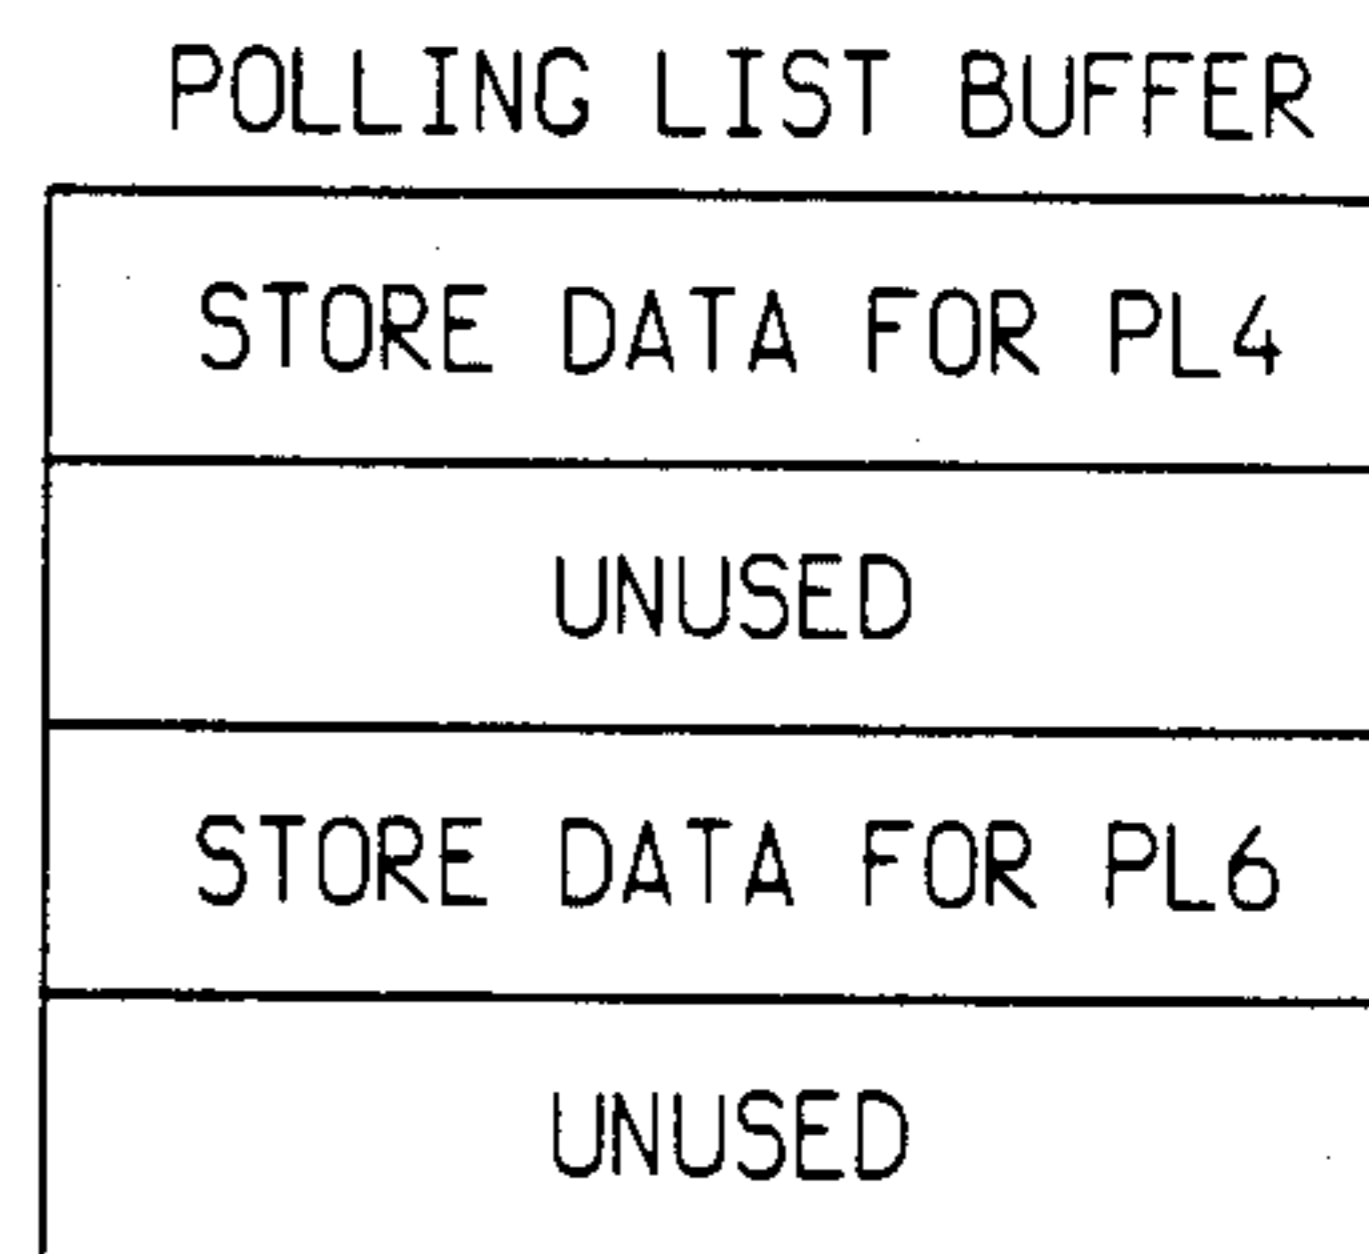 POLLING LIST BUFFER
STORE DATA FOR PL4
UNUSED
STORE DATA FOR PL6
UNUSED